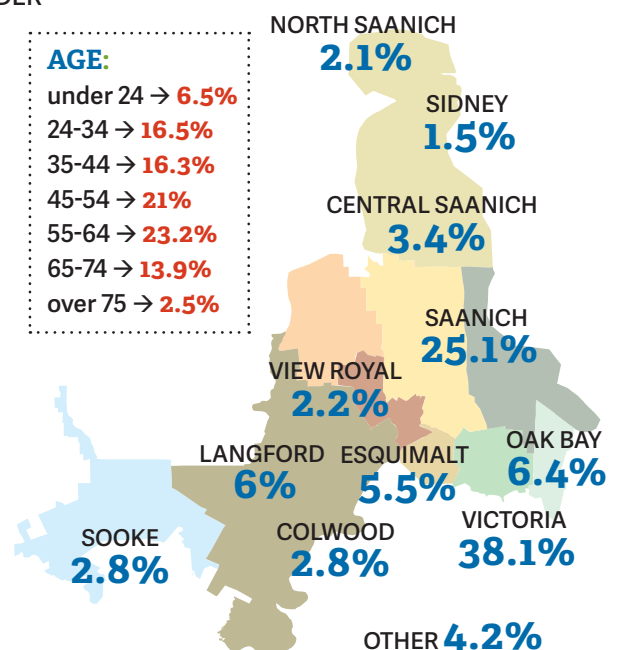 AGE:
under 24 → 6.5%
24-34 → 16.5%
35-44 → 16.3%
45-54 → 21%
55-64 → 23.2%
65-74 → 13.9%
over 75 → 2.5%
NORTH SAANICH
2.1%
SIDNEY
1.5%
CENTRAL SAANICH
3.4%
SAANICH
25.1%
VIEW ROYAL
2.2%
LANGFORD
6%
ESQUIMALT
5.5%
OAK BAY
6.4%
VICTORIA
38.1%
SOOKE
2.8%
COLWOOD
2.8%
OTHER 4.2%